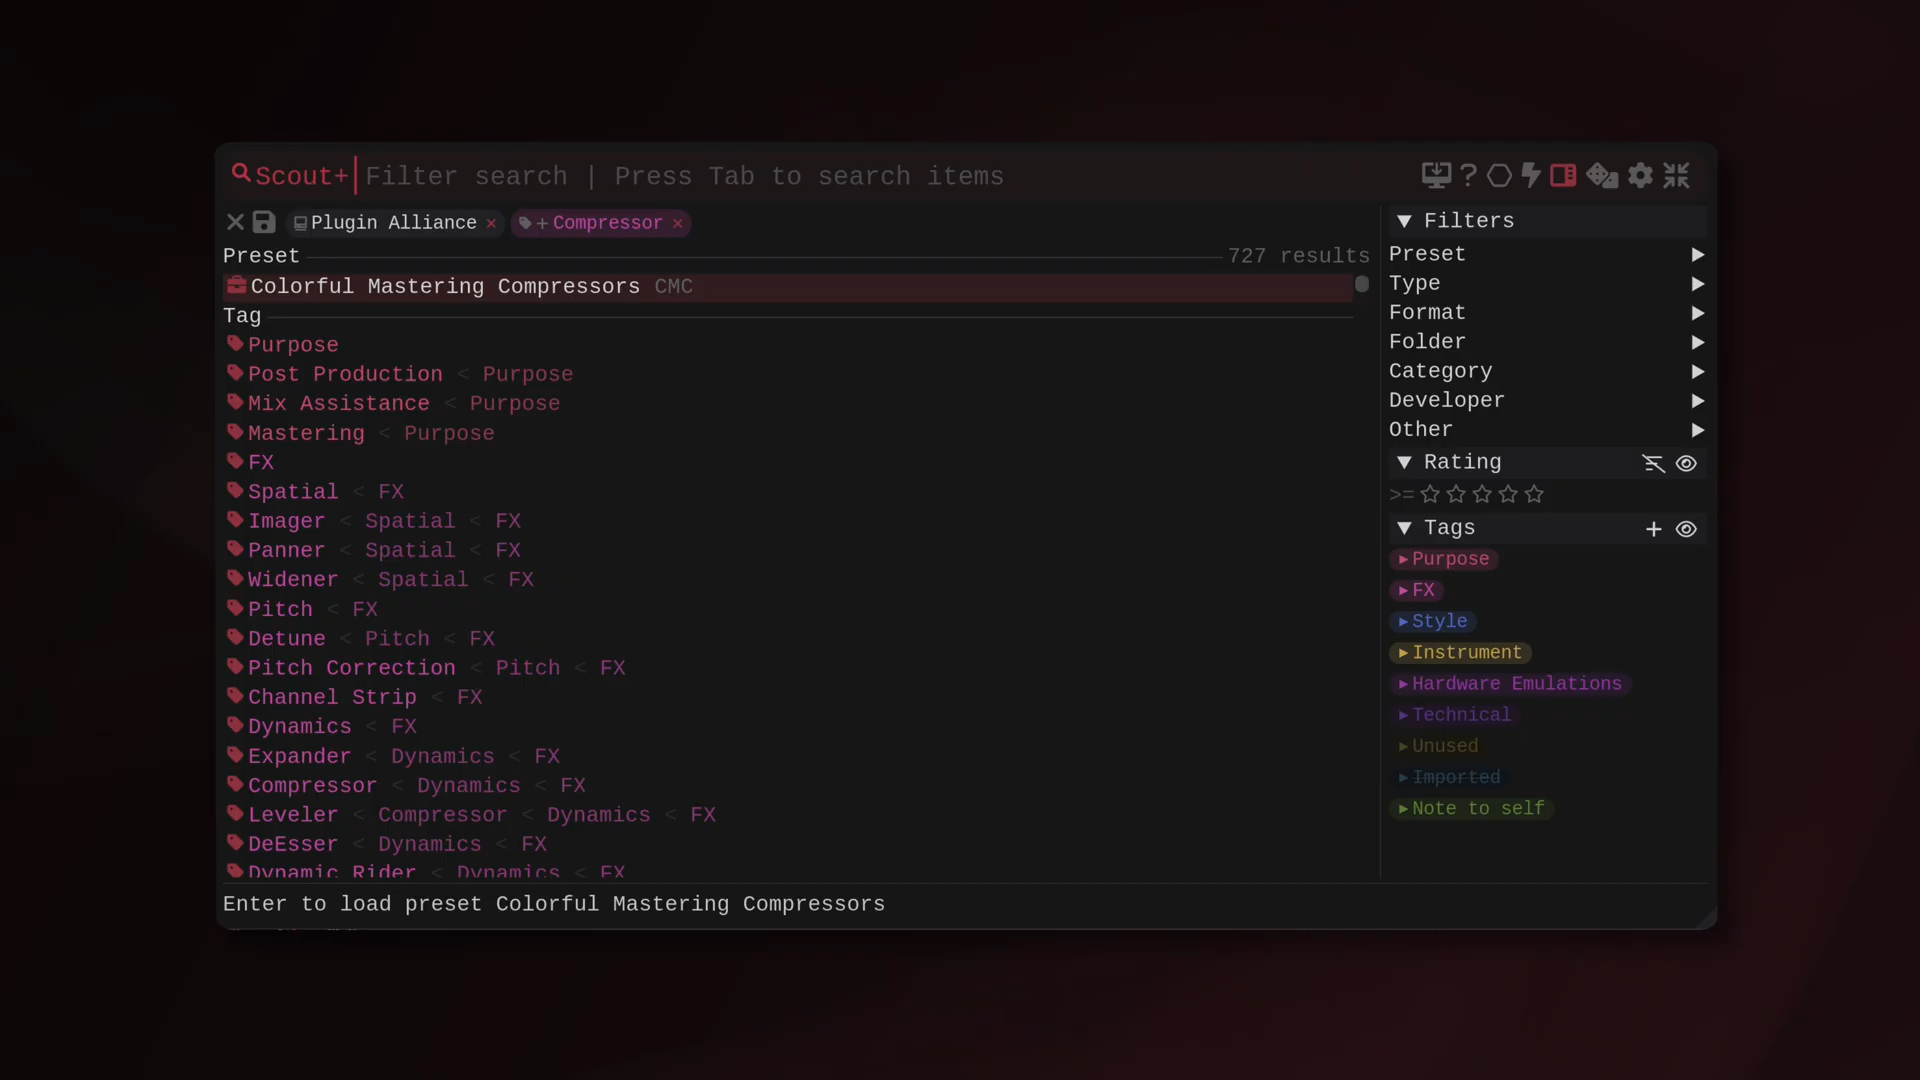 Scout+ Filter search | Press Tab to search items ?
Plugin Alliance × + Compressor ×
Preset 727 results
Colorful Mastering Compressors CMC
Tag
Purpose
Post Production < Purpose
Mix Assistance < Purpose
Mastering < Purpose
FX
Spatial < FX
Imager < Spatial < FX
Panner < Spatial < FX
Widener < Spatial < FX
Pitch < FX
Detune < Pitch < FX
Pitch Correction < Pitch < FX
Channel Strip < FX
Dynamics < FX
Expander < Dynamics < FX
Compressor < Dynamics < FX
Leveler < Compressor < Dynamics < FX
DeEsser < Dynamics < FX
Dynamic Rider < Dynamics < FX
Enter to load preset Colorful Mastering Compressors
Filters
Preset
Type
Format
Folder
Category
Developer
Other
Rating
>=
Tags +
Purpose
FX
Style
Instrument
Hardware Emulations
Technical
Unused
Imported
Note to self